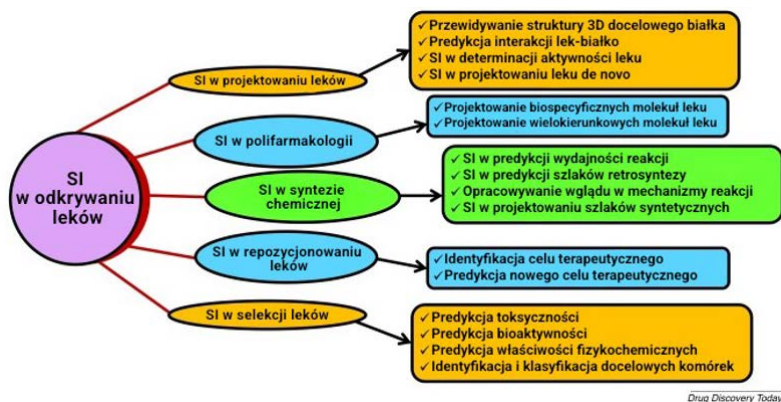 SI
w odkrywaniu
leków
SI w projektowaniu leków
✓Przewidywanie struktury 3D docelowego białka
✓Predykcja interakcji lek-białko
✓SI w determinacji aktywności leku
✓SI w projektowaniu leku de novo
SI w polifarmakologii
✓Projektowanie biospecyficznych molekuł leku
✓Projektowanie wielokierunkowych molekuł leku
SI w syntezie
chemicznej
✓SI w predykcji wydajności reakcji
✓SI w predykcji szlaków retrosyntezy
✓Opracowywanie wglądu w mechanizmy reakcji
✓SI w projektowaniu szlaków syntetycznych
SI w repozycjonowaniu
leków
✓Identyfikacja celu terapeutycznego
✓Predykcja nowego celu terapeutycznego
SI w selekcji leków
✓Predykcja toksyczności
✓Predykcja bioaktywności
✓Predykcja właściwości fizykochemicznych
✓Identyfikacja i klasyfikacja docelowych komórek
Drug Discovery Today